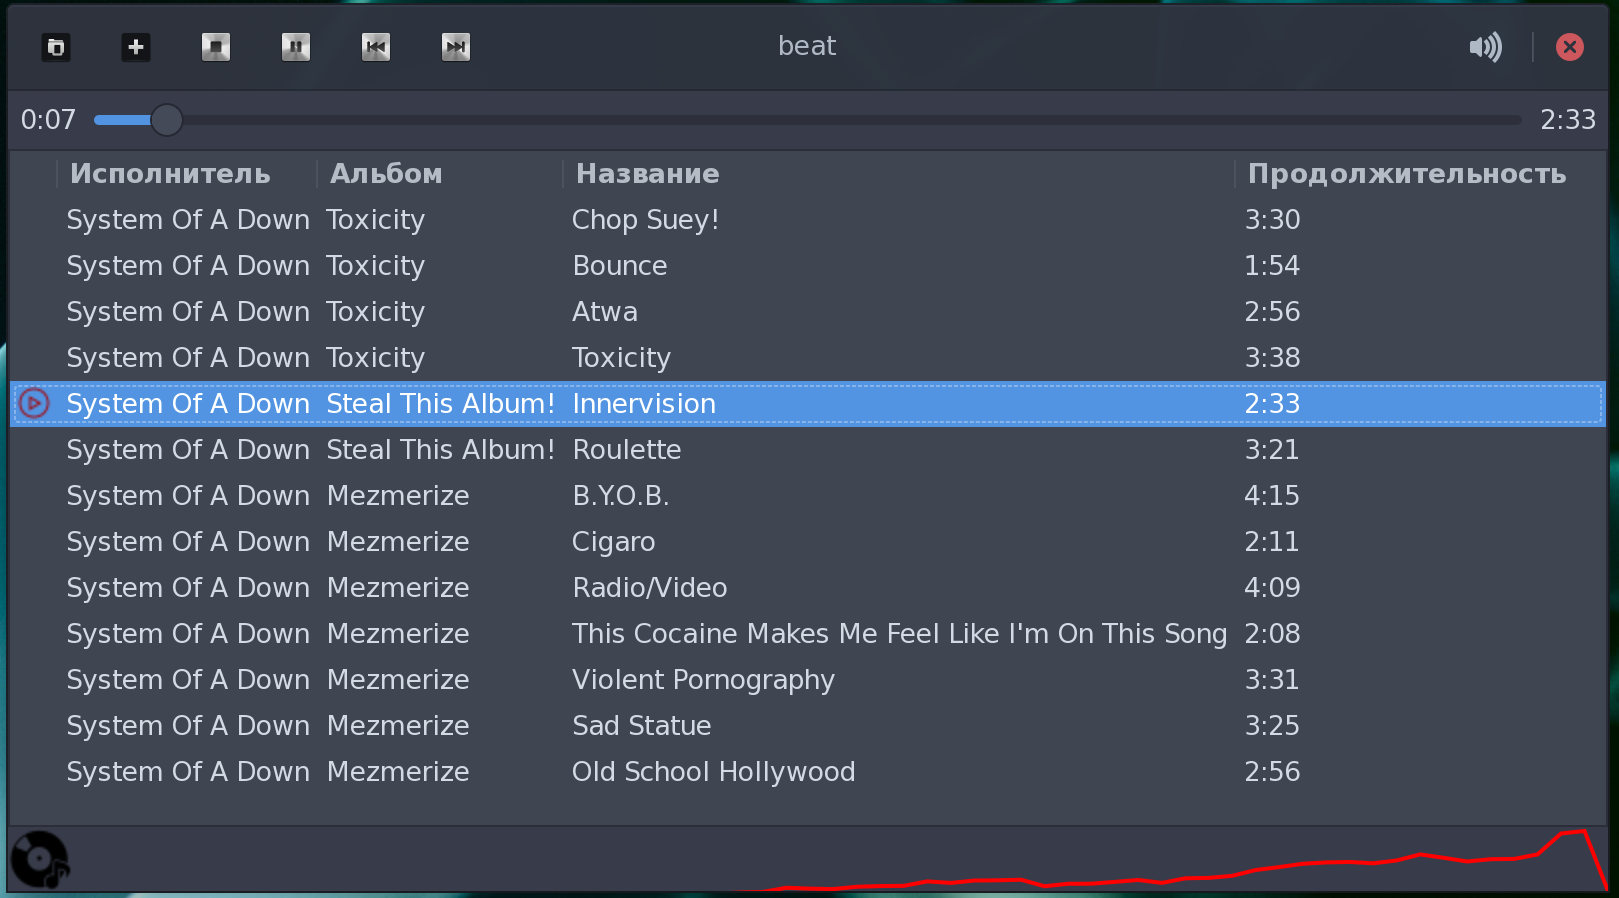 beat
0:07 2:33
Исполнитель Альбом Название Продолжительность
System Of A Down Toxicity Chop Suey! 3:30
System Of A Down Toxicity Bounce 1:54
System Of A Down Toxicity Atwa 2:56
System Of A Down Toxicity Toxicity 3:38
System Of A Down Steal This Album! Innervision 2:33
System Of A Down Steal This Album! Roulette 3:21
System Of A Down Mezmerize B.Y.O.B. 4:15
System Of A Down Mezmerize Cigaro 2:11
System Of A Down Mezmerize Radio/Video 4:09
System Of A Down Mezmerize This Cocaine Makes Me Feel Like I'm On This Song 2:08
System Of A Down Mezmerize Violent Pornography 3:31
System Of A Down Mezmerize Sad Statue 3:25
System Of A Down Mezmerize Old School Hollywood 2:56